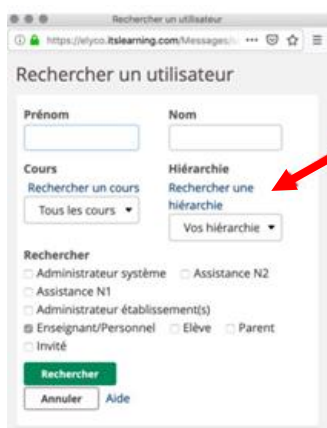 Rechercher un utilisateur
https://elyco.itslearning.com/Messages/
Rechercher un utilisateur
Prénom Nom
Cours Hiérarchie
Rechercher un cours Rechercher une
hiérarchie
Tous les cours
Vos hiérarchie
Rechercher
Administrateur système Assistance N2
Assistance N1
Administrateur établissement(s)
Enseignant/Personnel Elève Parent
Invité
Rechercher
Annuler Aide